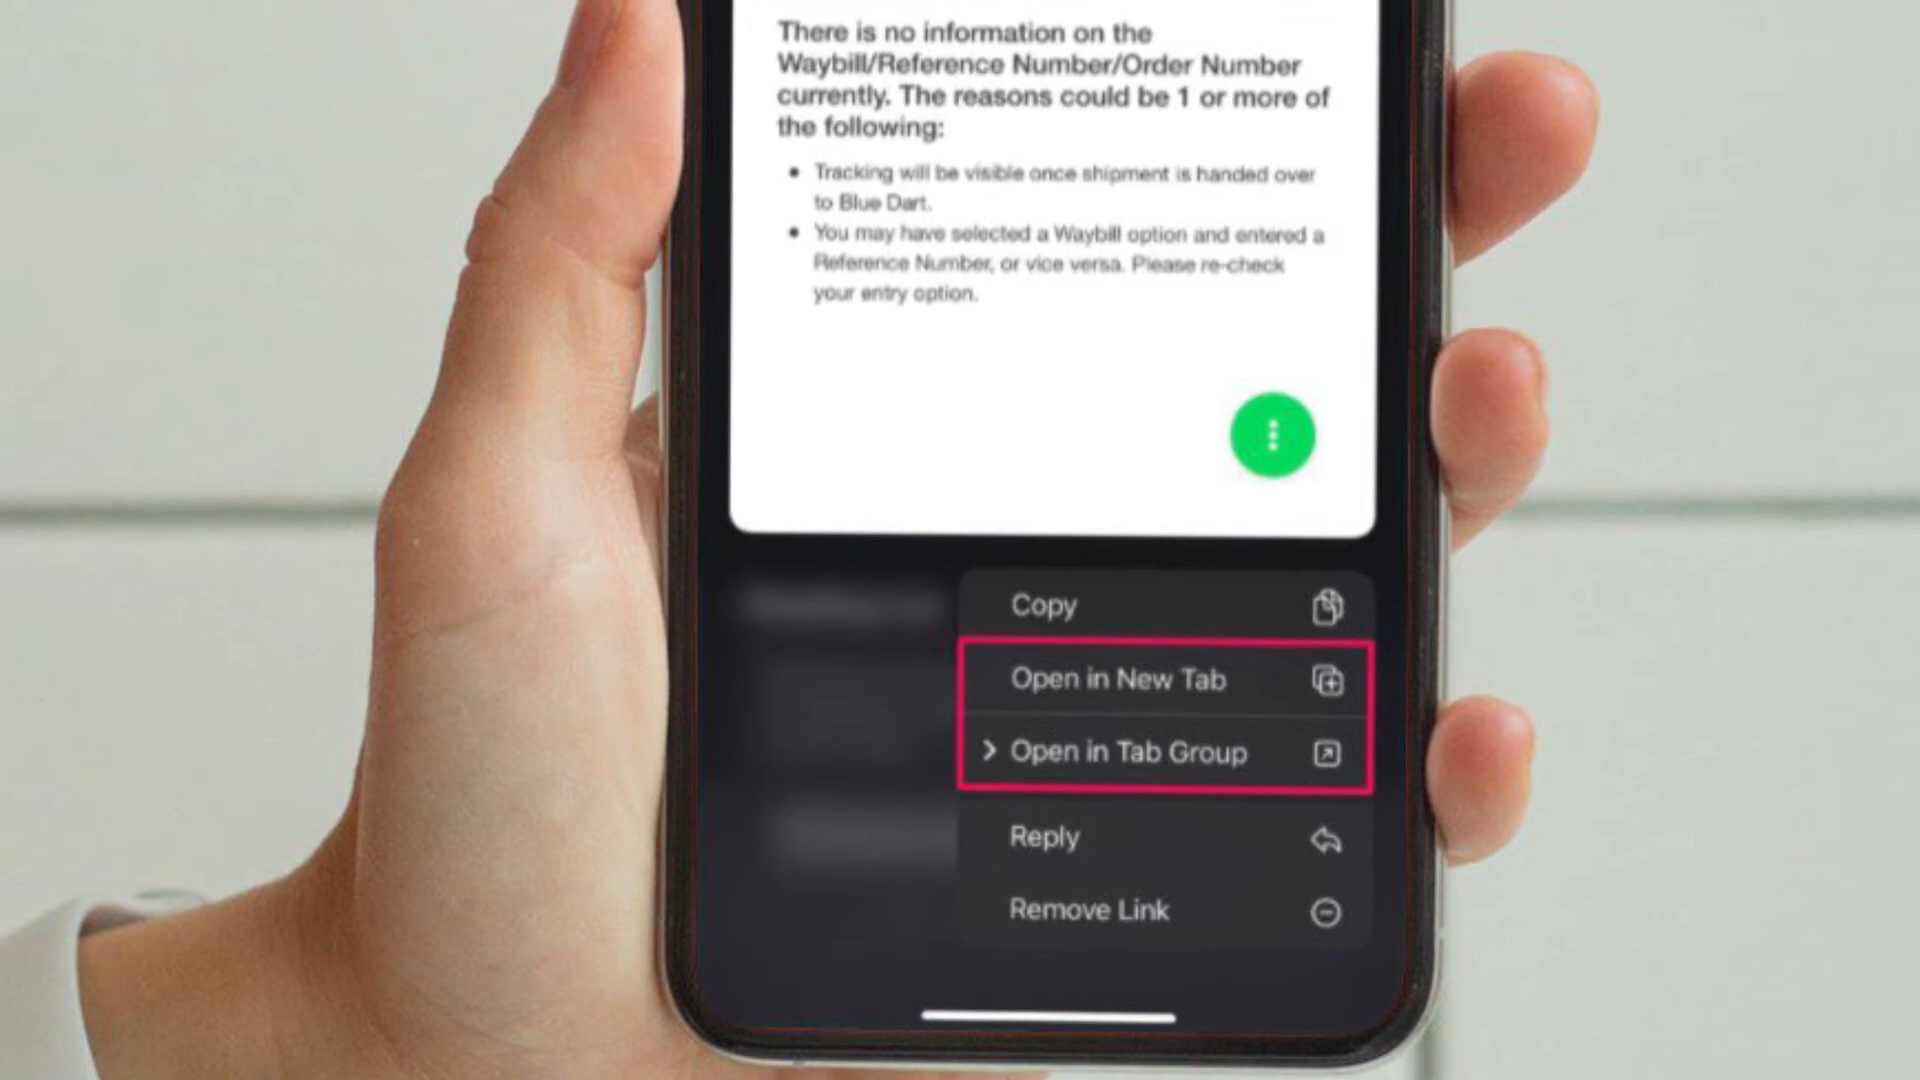 There is no information on the
Waybill/Reference Number/Order Number
currently. The reasons could be 1 or more of
the following:
Tracking will be visible once shipment is handed over
to Blue Dart.
You may have selected a Waybill option and entered a
Reference Number, or vice versa. Please re-check
your entry option.
Copy
Open in New Tab
Open in Tab Group
Reply
Remove Link